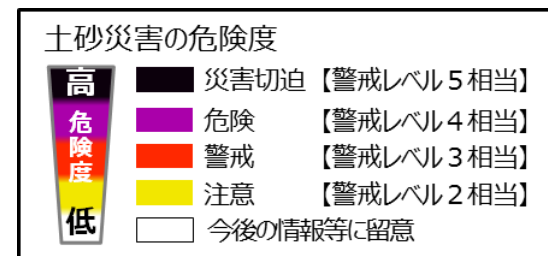 土砂災害の危険度
高
危険度
低
災害切迫【警戒レベル5相当】
危険 【警戒レベル4相当】
警戒 【警戒レベル3相当】
注意 【警戒レベル2相当】
今後の情報等に留意